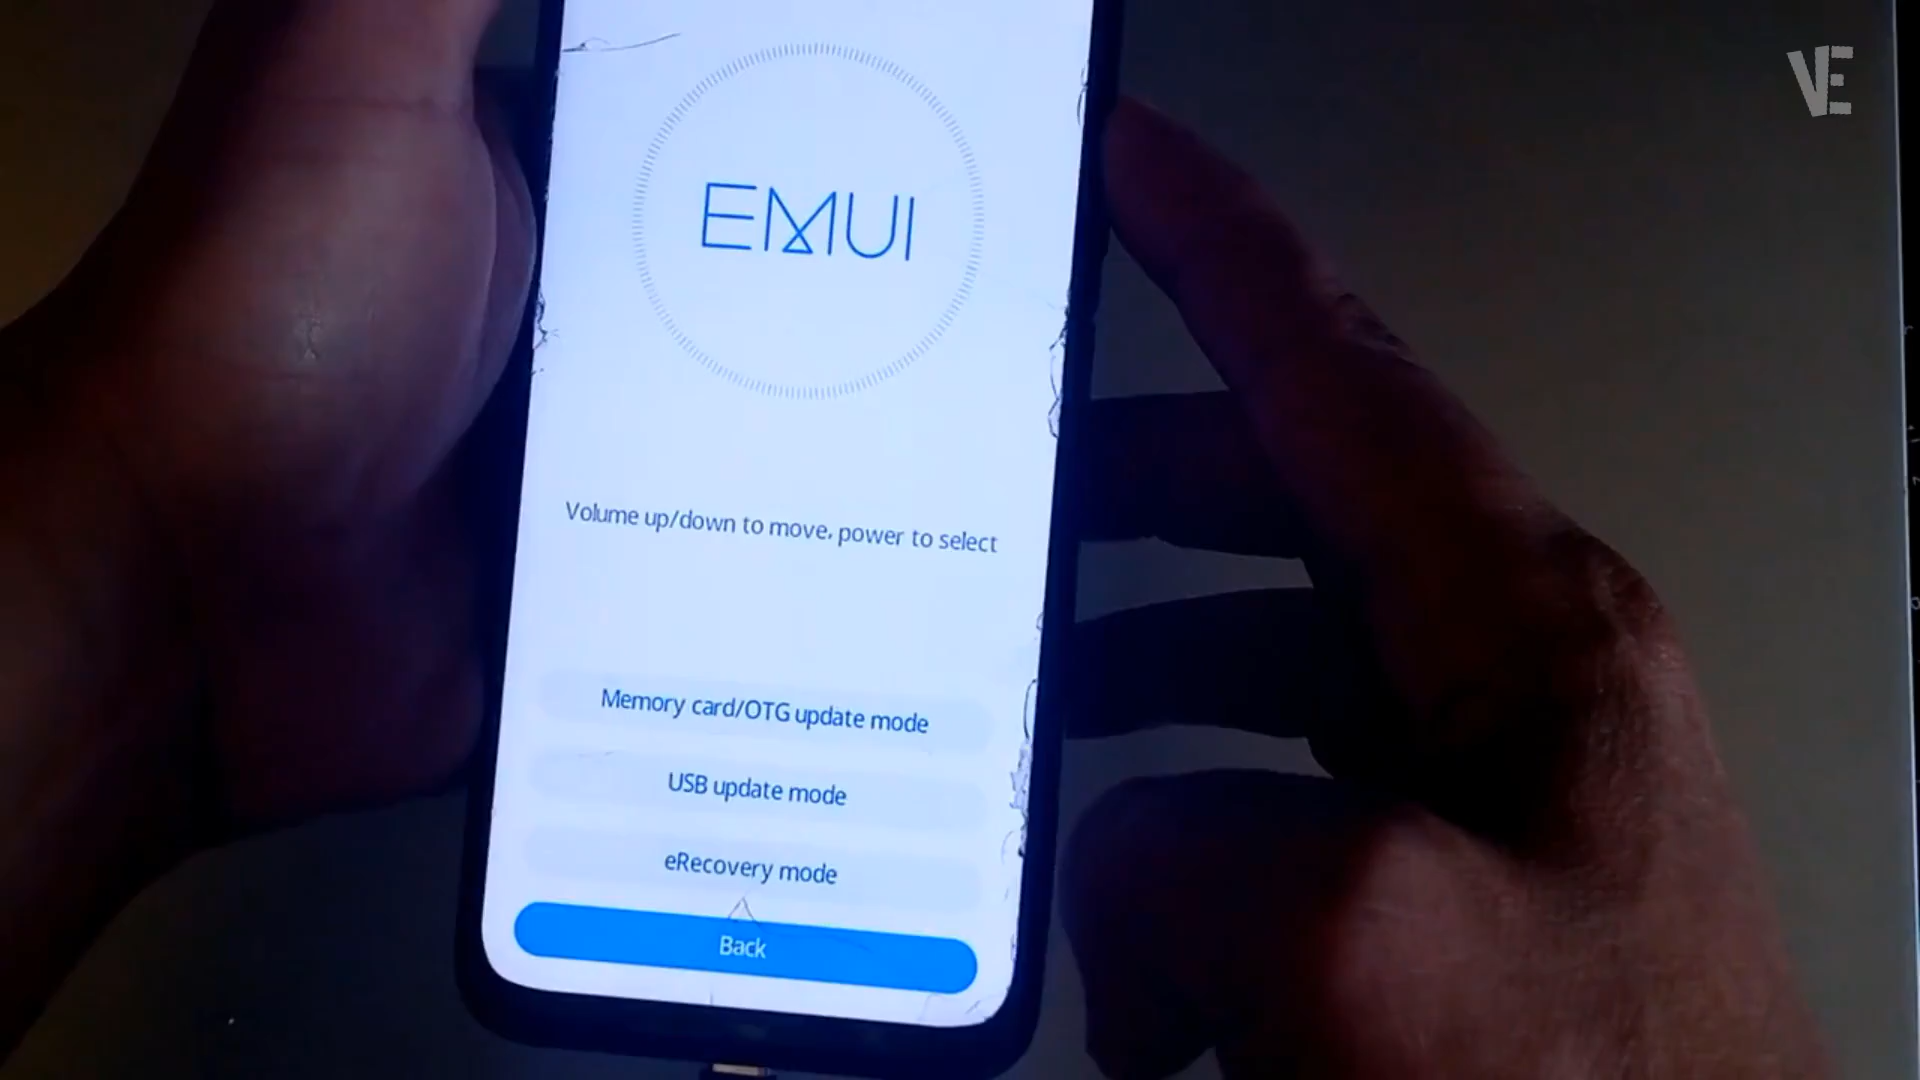 VE
EMUI
Volume up/down to move, power to select
Memory card/OTG update mode
USB update mode
eRecovery mode
Back